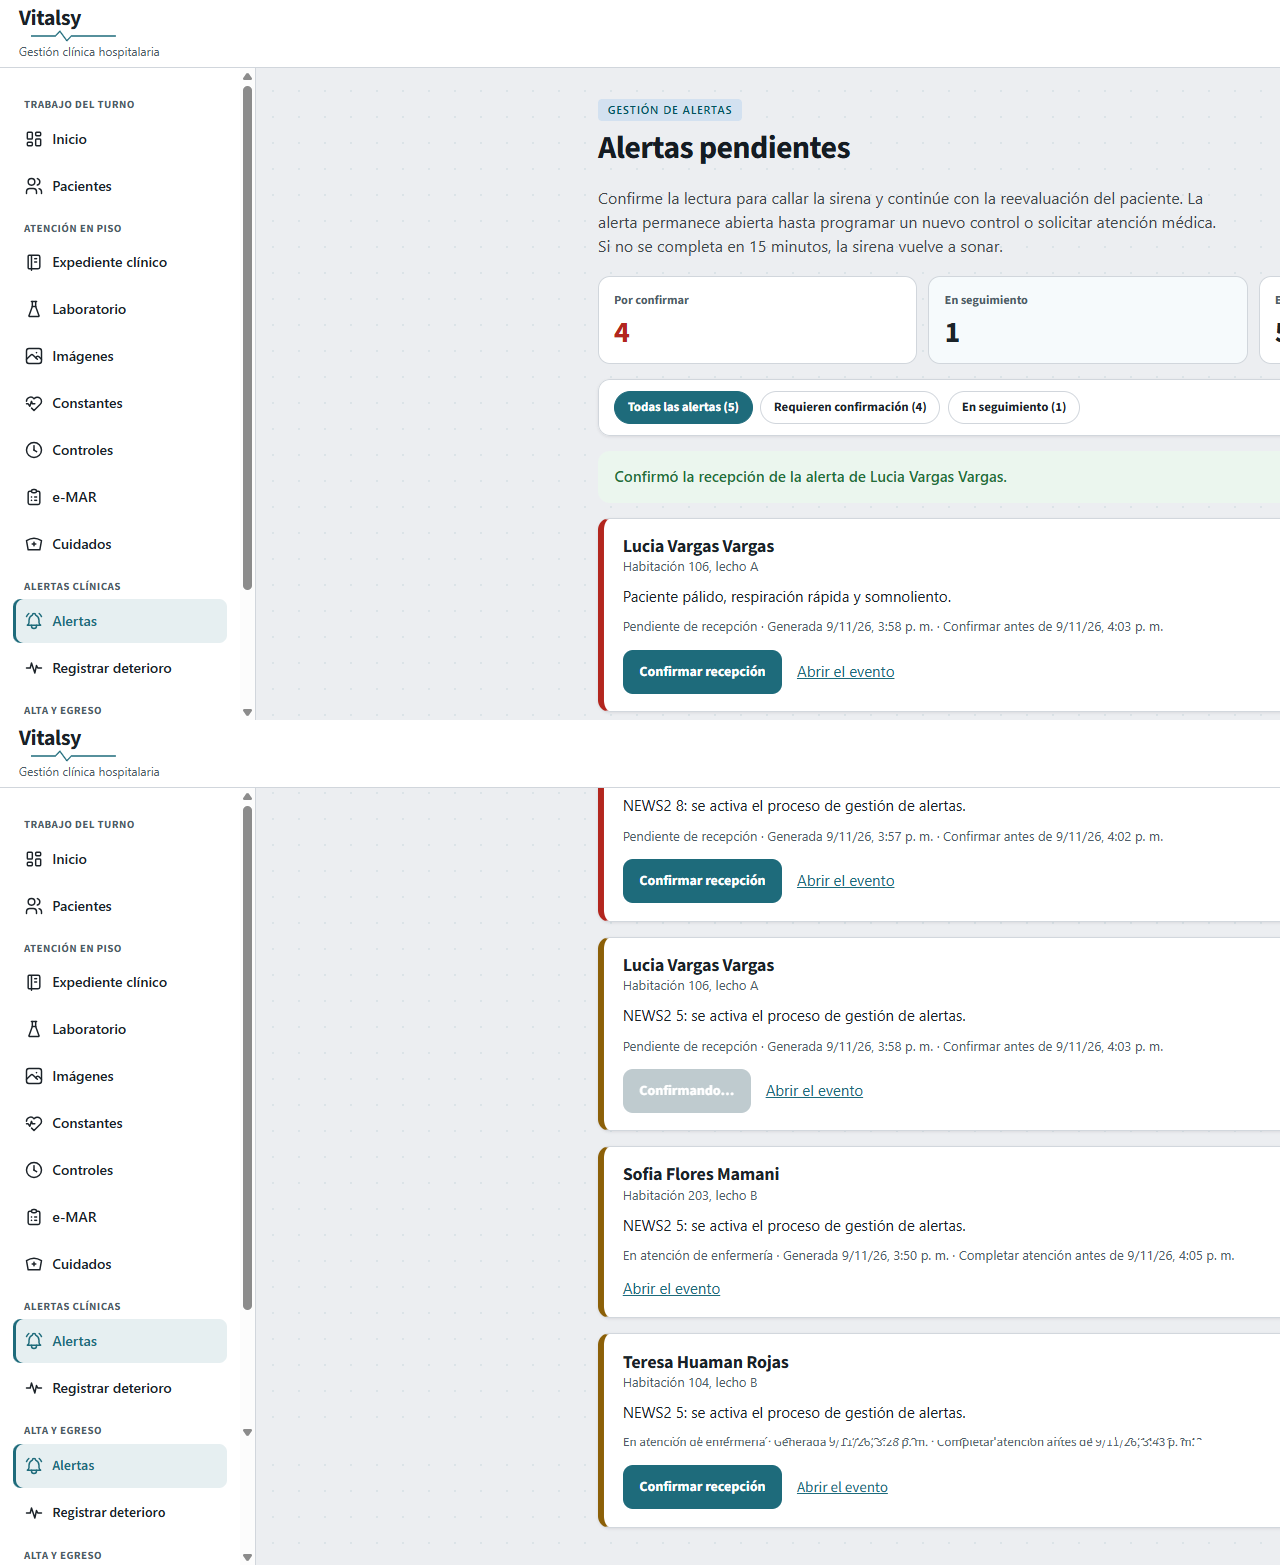 Vitalsy
Gestión clínica hospitalaria
TRABAJO DEL TURNO
Inicio
Pacientes
ATENCIÓN EN PISO
Expediente clínico
Laboratorio
Imágenes
Constantes
Controles
e-MAR
Cuidados
ALERTAS CLÍNICAS
Alertas
Registrar deterioro
ALTA Y EGRESO
GESTIÓN DE ALERTAS
Alertas pendientes
Confirme la lectura para callar la sirena y continúe con la reevaluación del paciente. La
alerta permanece abierta hasta programar un nuevo control o solicitar atención médica.
Si no se completa en 15 minutos, la sirena vuelve a sonar.
Por confirmar
4
En seguimiento
1
Todas las alertas (5)
Requieren confirmación (4)
En seguimiento (1)
Confirmó la recepción de la alerta de Lucia Vargas Vargas.
Lucia Vargas Vargas
Habitación 106, lecho A
Paciente pálido, respiración rápida y somnoliento.
Pendiente de recepción · Generada 9/11/26, 3:58 p. m. · Confirmar antes de 9/11/26, 4:03 p. m.
Confirmar recepción
Abrir el evento
Vitalsy
Gestión clínica hospitalaria
TRABAJO DEL TURNO
Inicio
Pacientes
ATENCIÓN EN PISO
Expediente clínico
Laboratorio
Imágenes
Constantes
Controles
e-MAR
Cuidados
ALERTAS CLÍNICAS
Alertas
Registrar deterioro
ALTA Y EGRESO
Alertas
Registrar deterioro
ALTA Y EGRESO
NEWS2 8: se activa el proceso de gestión de alertas.
Pendiente de recepción · Generada 9/11/26, 3:57 p. m. · Confirmar antes de 9/11/26, 4:02 p. m.
Confirmar recepción
Abrir el evento
Lucia Vargas Vargas
Habitación 106, lecho A
NEWS2 5: se activa el proceso de gestión de alertas.
Pendiente de recepción · Generada 9/11/26, 3:58 p. m. · Confirmar antes de 9/11/26, 4:03 p. m.
Confirmando...
Abrir el evento
Sofia Flores Mamani
Habitación 203, lecho B
NEWS2 5: se activa el proceso de gestión de alertas.
En atención de enfermería · Generada 9/11/26, 3:50 p. m. · Completar atención antes de 9/11/26, 4:05 p. m.
Abrir el evento
Teresa Huaman Rojas
Habitación 104, lecho B
NEWS2 5: se activa el proceso de gestión de alertas.
En atención de enfermería · Generada · Completar atención antes de
Confirmar recepción
Abrir el evento